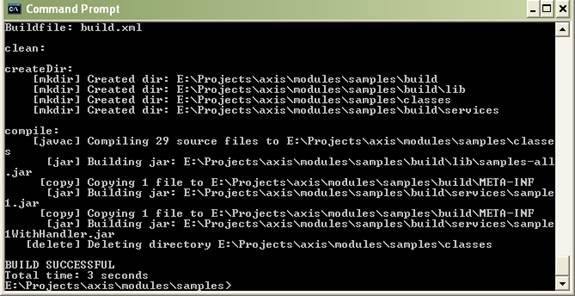 Command Prompt
Buildfile: build.xml
clean:
createDir:
[mkdir] Created dir: E:\Projects\axis\modules\samples\build
[mkdir] Created dir: E:\Projects\axis\modules\samples\build\lib
[mkdir] Created dir: E:\Projects\axis\modules\samples\classes
[mkdir] Created dir: E:\Projects\axis\modules\samples\build\services
compile:
[javac] Compiling 29 source files to E:\Projects\axis\modules\samples\classe
s
[jar] Building jar: E:\Projects\axis\modules\samples\build\lib\samples-all
.jar
[copy] Copying 1 file to E:\Projects\axis\modules\samples\build\META-INF
[jar] Building jar: E:\Projects\axis\modules\samples\build\services\sample
1.jar
[copy] Copying 1 file to E:\Projects\axis\modules\samples\build\META-INF
[jar] Building jar: E:\Projects\axis\modules\samples\build\services\sample
1WithHandler.jar
[delete] Deleting directory E:\Projects\axis\modules\samples\classes
BUILD SUCCESSFUL
Total time: 3 seconds
E:\Projects\axis\modules\samples>